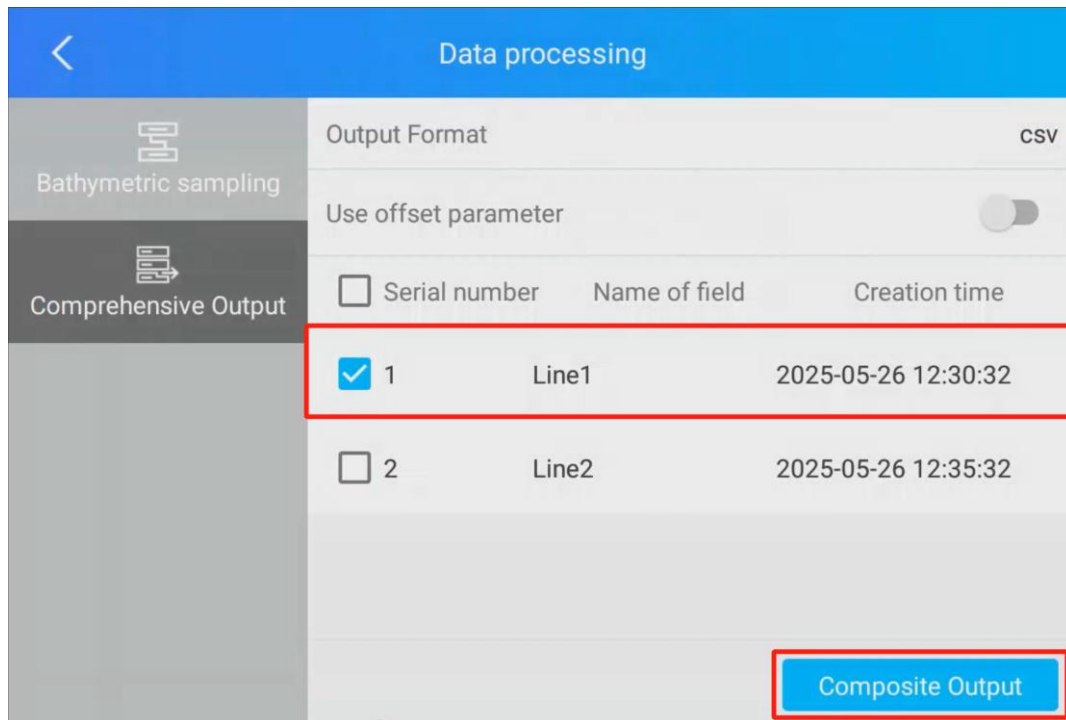 Data processing
Bathymetric sampling
Comprehensive Output
Output Format csv
Use offset parameter
Serial number Name of field Creation time
1 Line1 2025-05-26 12:30:32
2 Line2 2025-05-26 12:35:32
Composite Output